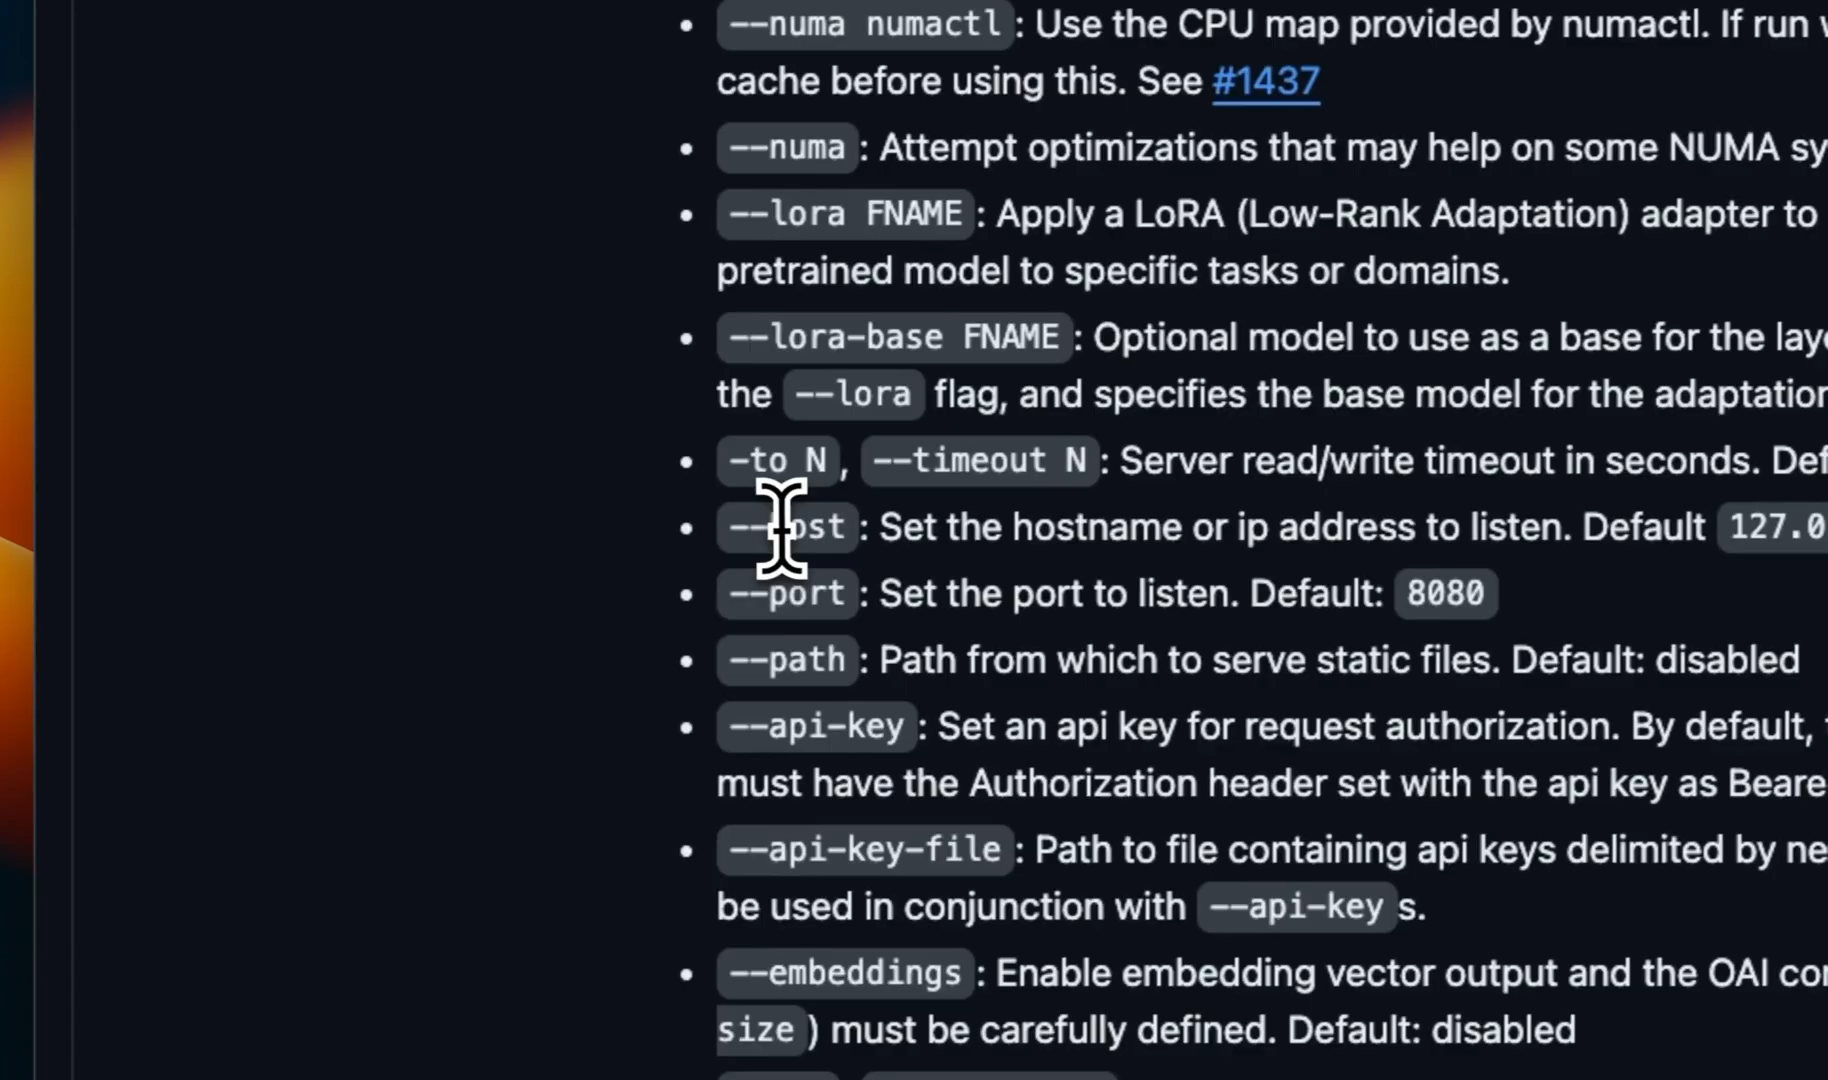 --numa numactl: Use the CPU map provided by numactl. If run
cache before using this. See #1437
--numa: Attempt optimizations that may help on some NUMA
--lora FNAME: Apply a LoRA (Low-Rank Adaptation) adapter to
pretrained model to specific tasks or domains.
--lora-base FNAME: Optional model to use as a base for the
the --lora flag, and specifies the base model for the
-to N, --timeout N: Server read/write timeout in seconds.
--host: Set the hostname or ip address to listen. Default 127.0
--port: Set the port to listen. Default: 8080
--path: Path from which to serve static files. Default: disabled
--api-key: Set an api key for request authorization. By default,
must have the Authorization header set with the api key as
--api-key-file: Path to file containing api keys delimited by
be used in conjunction with --api-keys.
--embeddings: Enable embedding vector output and the OAI
size) must be carefully defined. Default: disabled